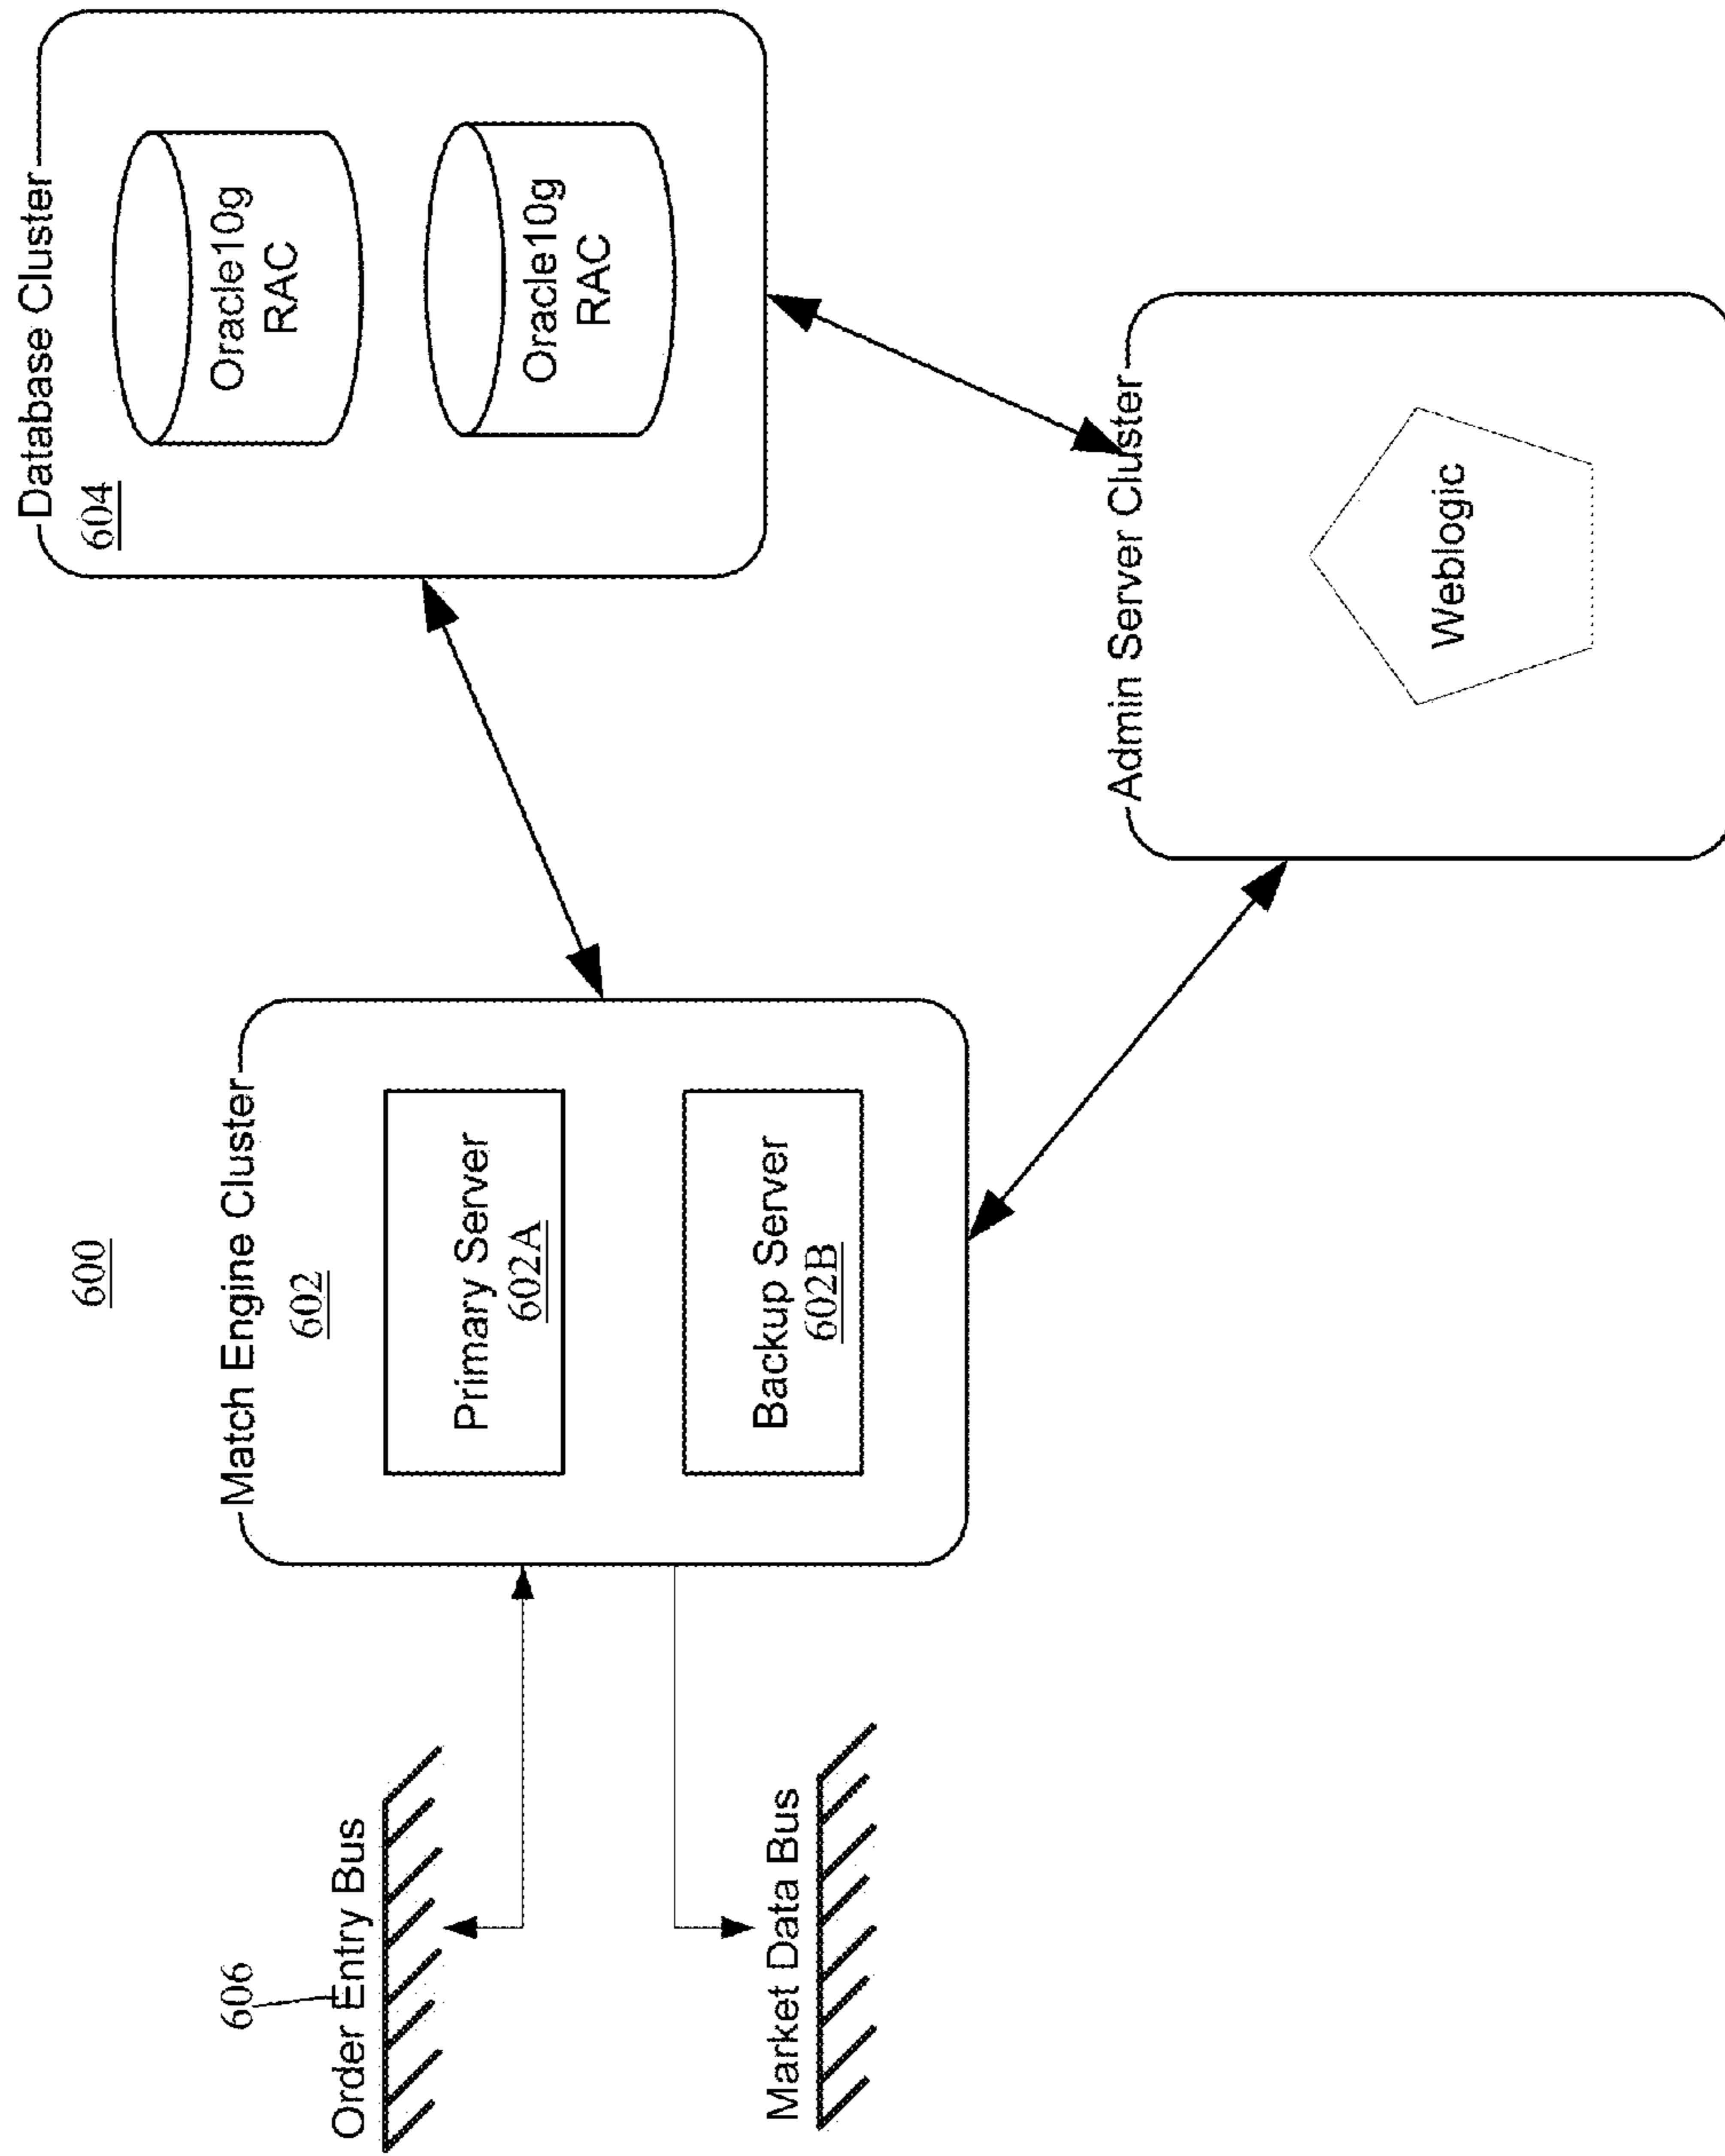 600
Database Cluster
604
Oracle10g
RAC
Oracle10g
RAC
Match Engine Cluster
602
Primary Server
602A
Backup Server
602B
606
Order Entry Bus
Market Data Bus
Admin Server Cluster
Weblogic